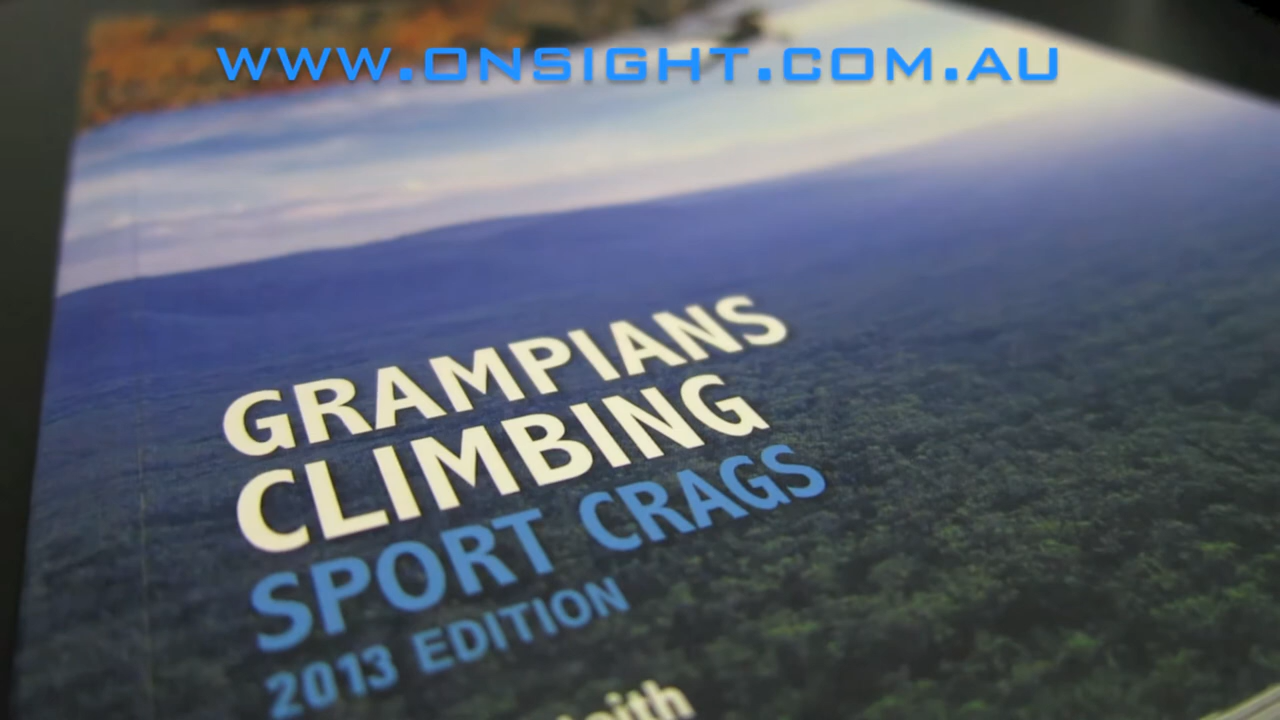 WWW.ONSIGHT.COM.AU
GRAMPIANS
CLIMBING
SPORT CRAGS
2013 EDITION